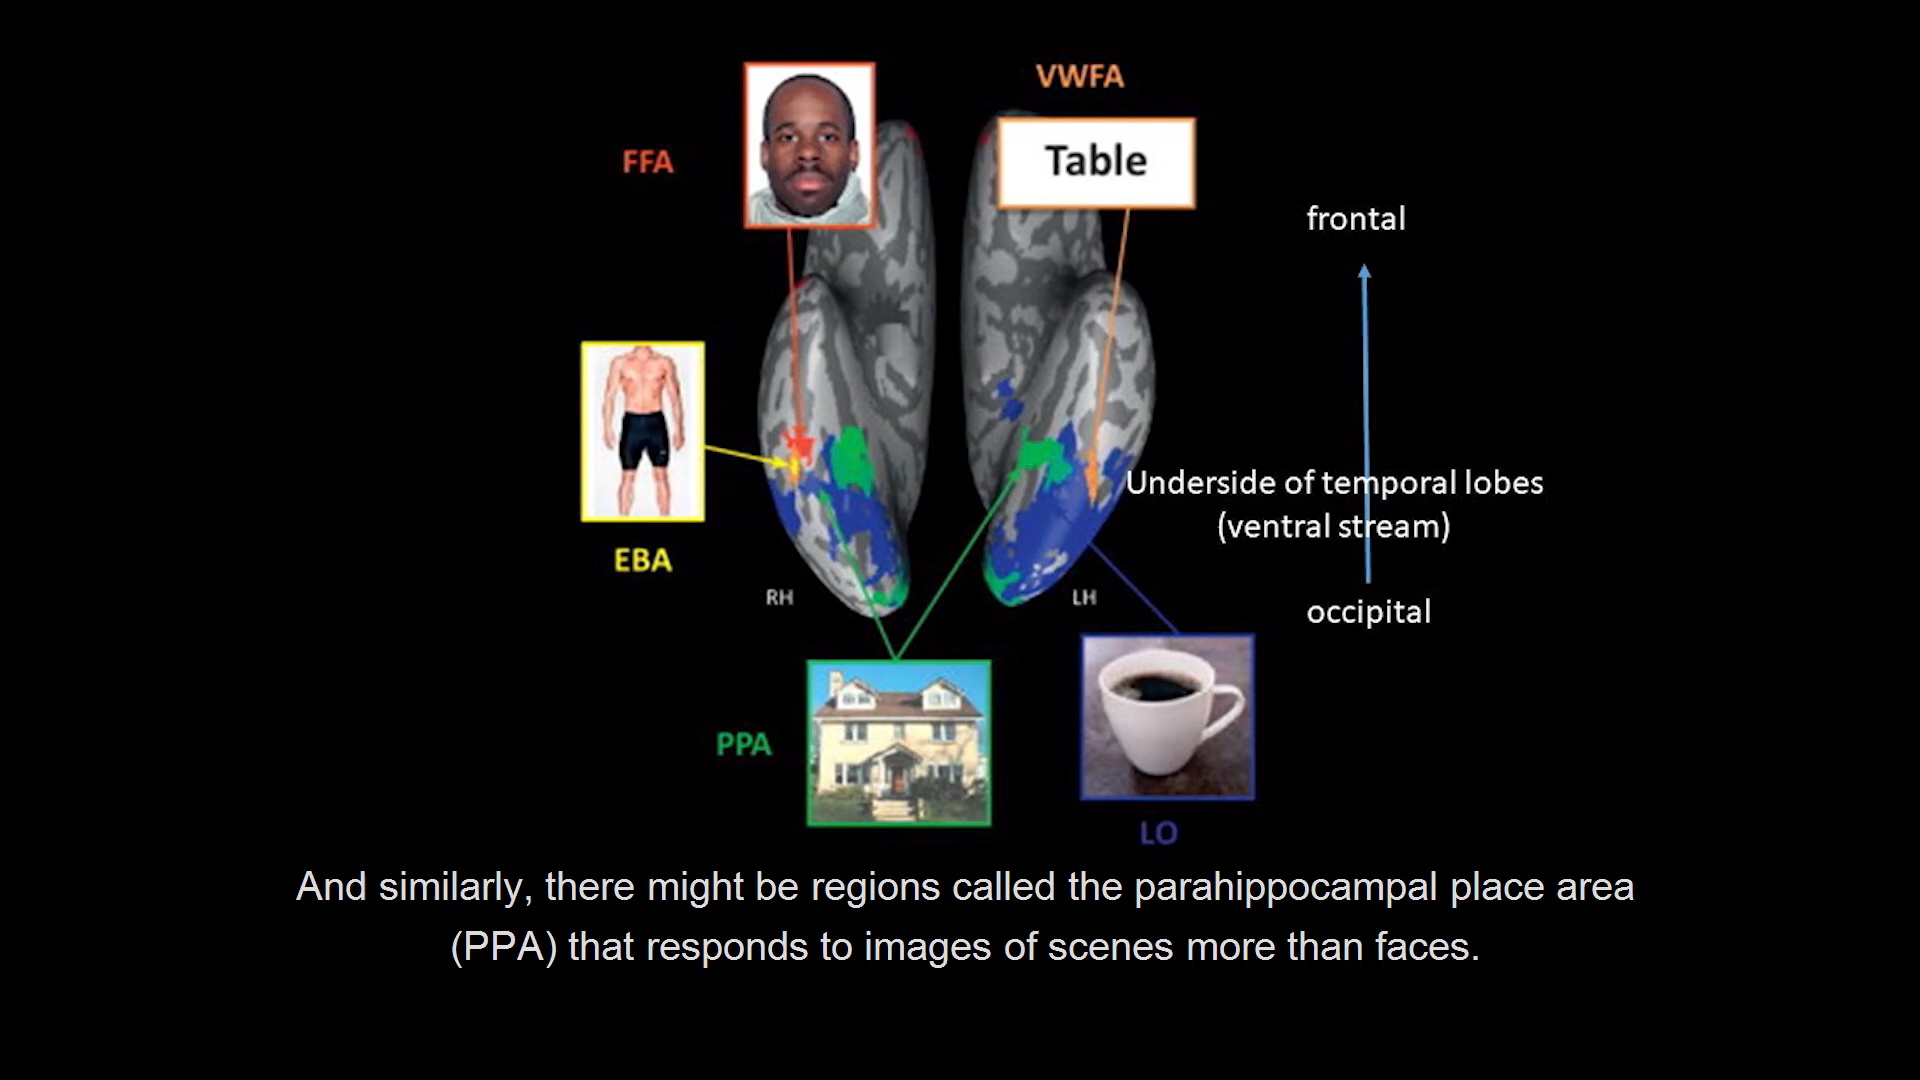 VWFA
FFA
Table
frontal
Underside of temporal lobes
(ventral stream)
EBA
RH
LH
occipital
PPA
LO
And similarly, there might be regions called the parahippocampal place area
(PPA) that responds to images of scenes more than faces.